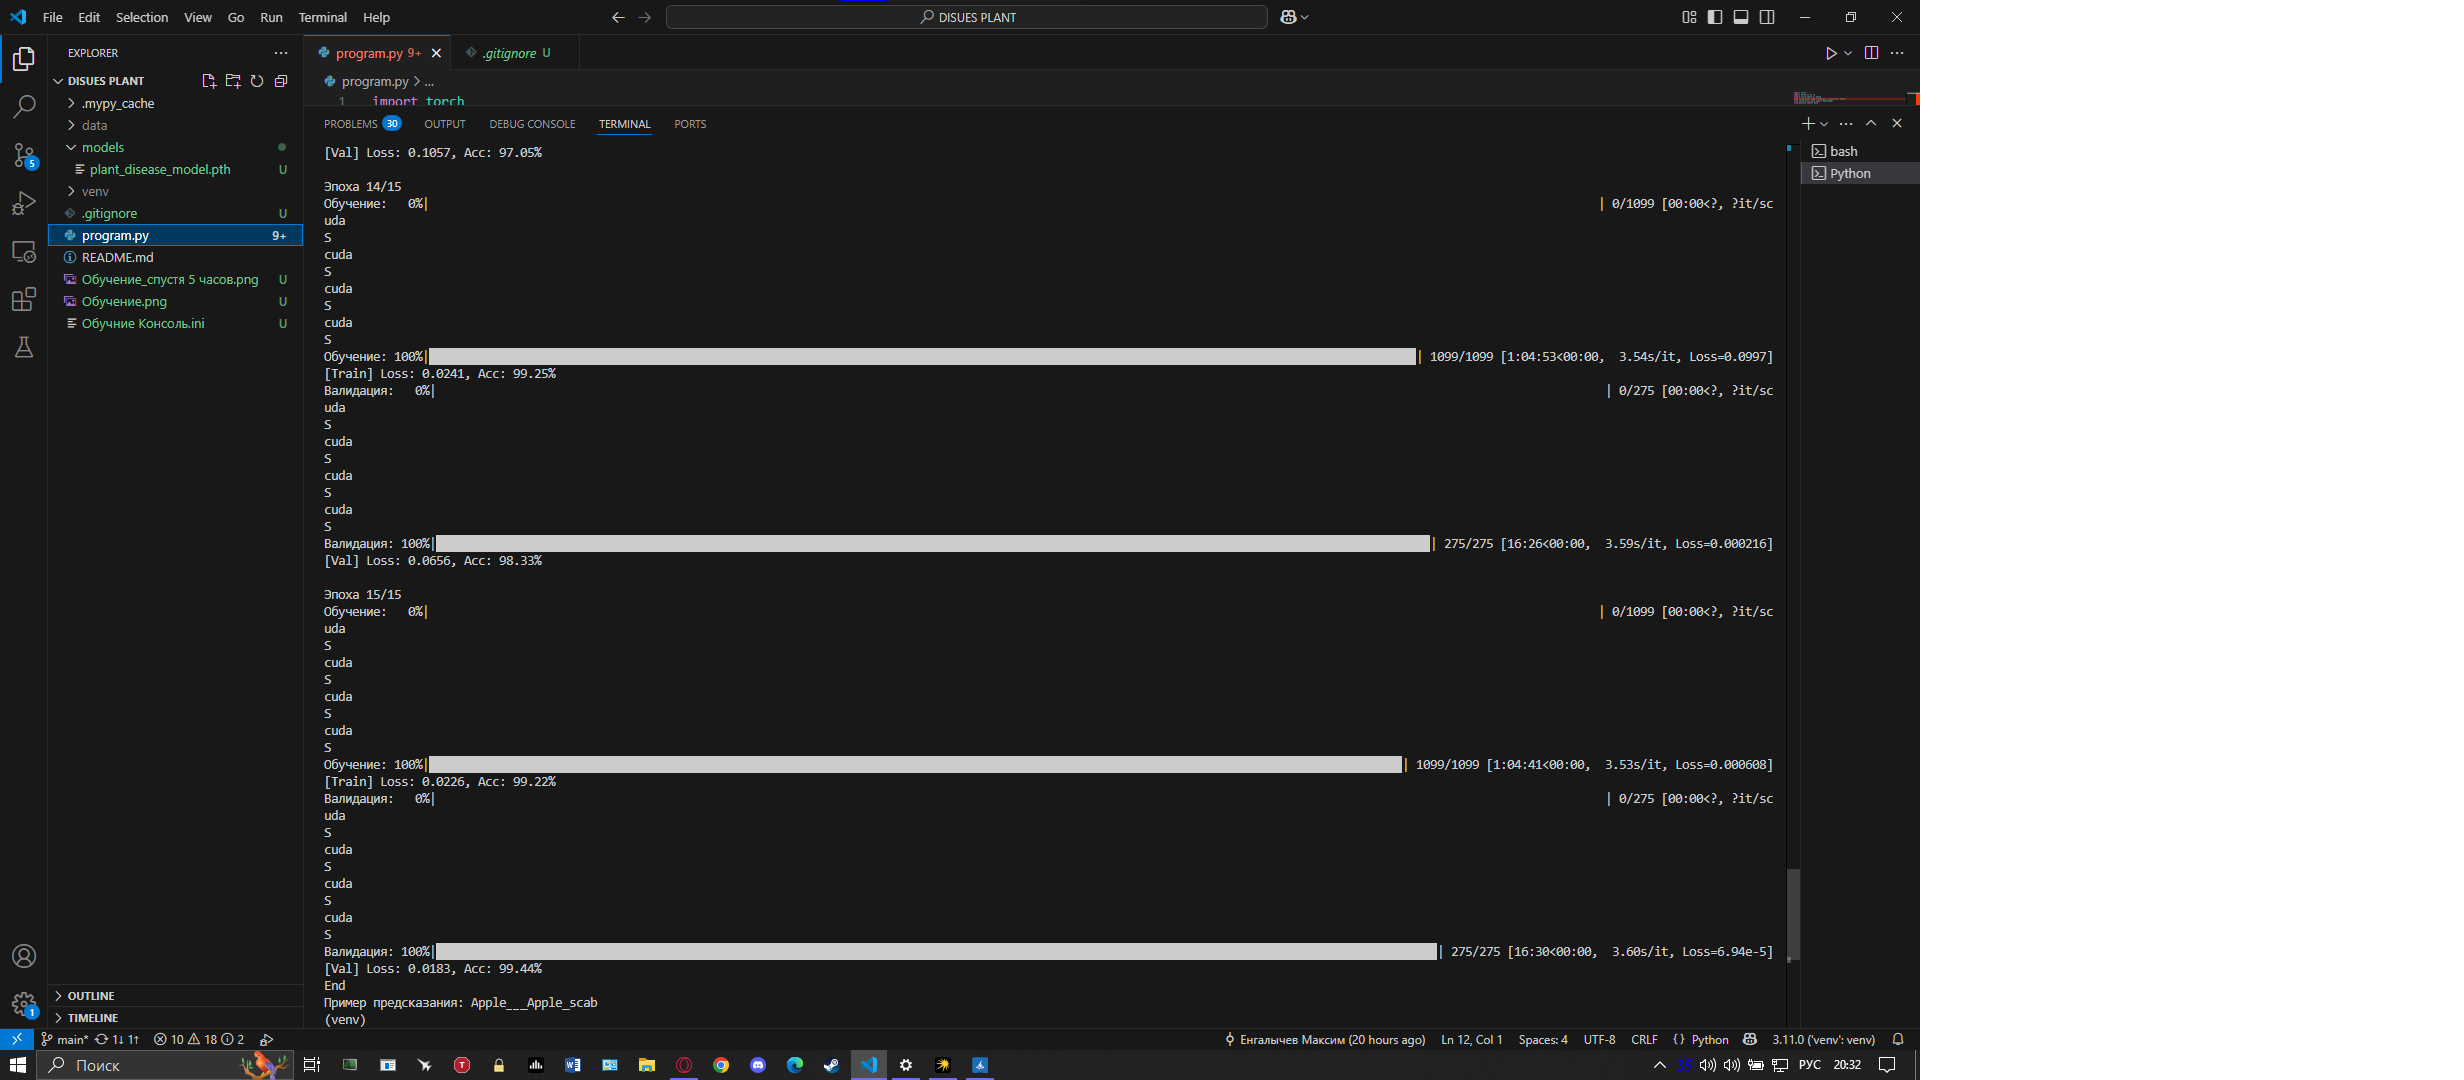 File Edit Selection View Go Run Terminal Help
DISUES PLANT
EXPLORER
DISUES PLANT
.mypy_cache
data
models
plant_disease_model.pth U
venv
.gitignore U
program.py 9+
README.md
Обучение_спустя 5 часов.png U
Обучение.png U
Обучние Консоль.ini U
OUTLINE
TIMELINE
program.py 9+
.gitignore U
program.py > ...
1 import torch
PROBLEMS 30 OUTPUT DEBUG CONSOLE TERMINAL PORTS
bash
Python
[Val] Loss: 0.1057, Acc: 97.05%
Эпоха 14/15
Обучение:   0%| | 0/1099 [00:00<?, ?it/sc
uda
S
cuda
S
cuda
S
cuda
S
Обучение: 100%| | 1099/1099 [1:04:53<00:00,  3.54s/it, Loss=0.0997]
[Train] Loss: 0.0241, Acc: 99.25%
Валидация:   0%| | 0/275 [00:00<?, ?it/sc
uda
S
cuda
S
cuda
S
cuda
S
Валидация: 100%| | 275/275 [16:26<00:00,  3.59s/it, Loss=0.000216]
[Val] Loss: 0.0656, Acc: 98.33%
Эпоха 15/15
Обучение:   0%| | 0/1099 [00:00<?, ?it/sc
uda
S
cuda
S
cuda
S
cuda
S
Обучение: 100%| | 1099/1099 [1:04:41<00:00,  3.53s/it, Loss=0.000608]
[Train] Loss: 0.0226, Acc: 99.22%
Валидация:   0%| | 0/275 [00:00<?, ?it/sc
uda
S
cuda
S
cuda
S
cuda
S
Валидация: 100%| | 275/275 [16:30<00:00,  3.60s/it, Loss=6.94e-5]
[Val] Loss: 0.0183, Acc: 99.44%
End
Пример предсказания: Apple___Apple_scab
(venv)
5
1
main* 1↓ 1↑ 10 18 2
Енгалычев Максим (20 hours ago) Ln 12, Col 1 Spaces: 4 UTF-8 CRLF { } Python 3.11.0 ('venv': venv)
Поиск
35 РУС 20:32